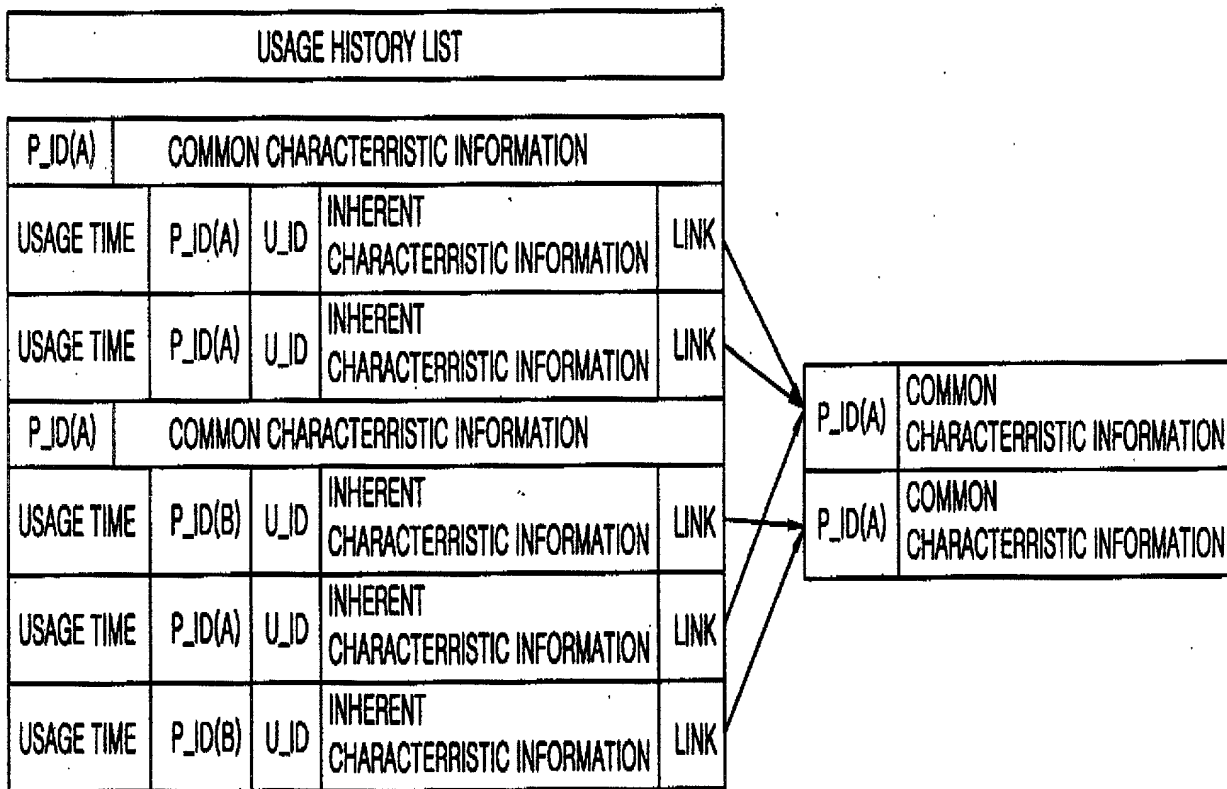 USAGE HISTORY LIST
P_ID(A) COMMON CHARACTERRISTIC INFORMATION
USAGE TIME P_ID(A) U_ID INHERENT CHARACTERRISTIC INFORMATION LINK
USAGE TIME P_ID(A) U_ID INHERENT CHARACTERRISTIC INFORMATION LINK
P_ID(A) COMMON CHARACTERRISTIC INFORMATION
USAGE TIME P_ID(B) U_ID INHERENT CHARACTERRISTIC INFORMATION LINK
USAGE TIME P_ID(A) U_ID INHERENT CHARACTERRISTIC INFORMATION LINK
USAGE TIME P_ID(B) U_ID INHERENT CHARACTERRISTIC INFORMATION LINK
P_ID(A) COMMON CHARACTERRISTIC INFORMATION
P_ID(A) COMMON CHARACTERRISTIC INFORMATION